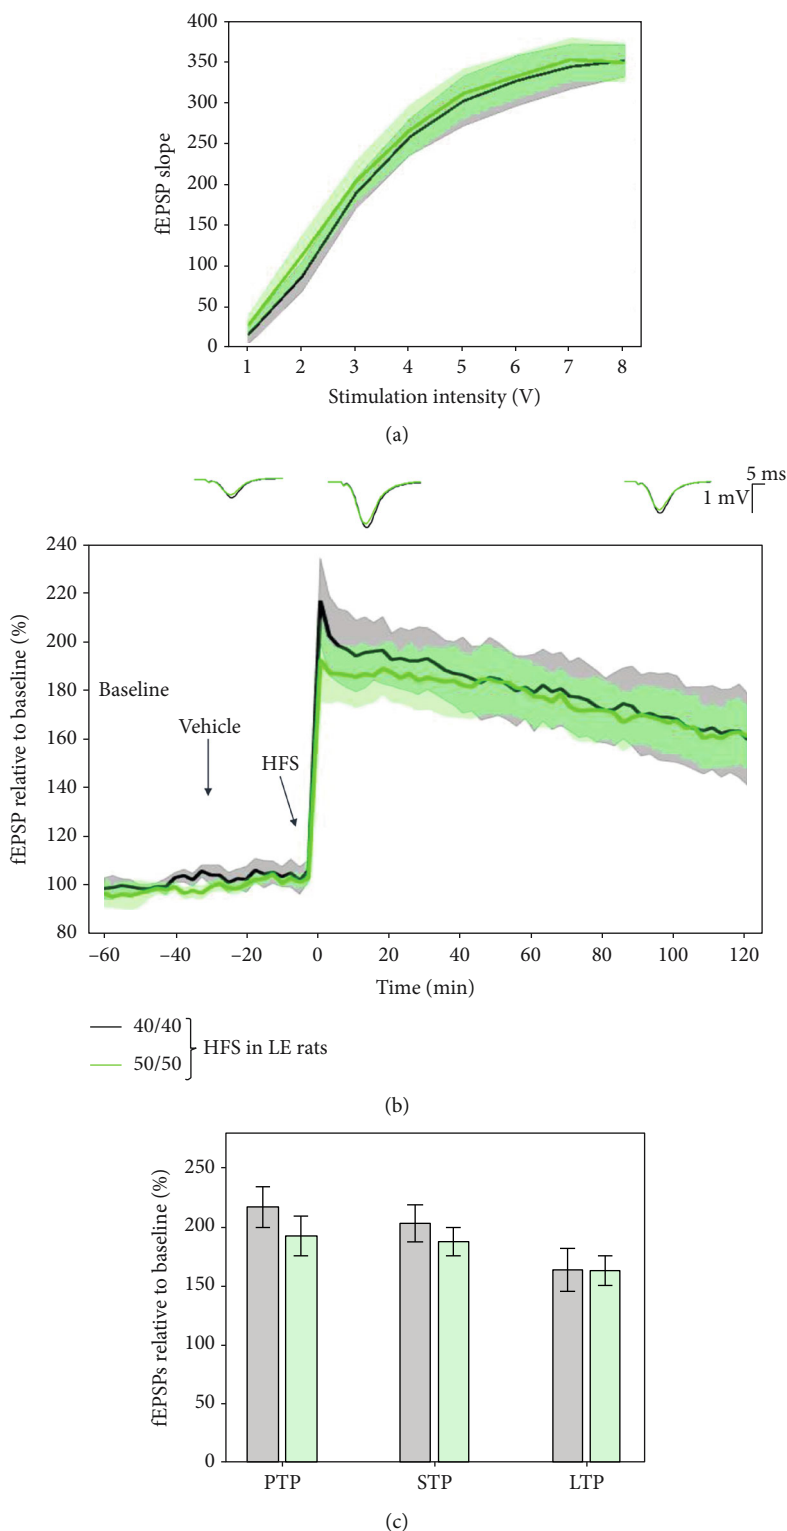 fEPSP slope
400
350
300
250
200
150
100
50
0
1 2 3 4 5 6 7 8
Stimulation intensity (V)
(a)
5 ms
1 mV
fEPSP relative to baseline (%)
240
220
200
180
160
140
120
100
80
Baseline
Vehicle
HFS
–60 –40 –20 0 20 40 60 80 100 120
Time (min)
40/40
50/50
HFS in LE rats
(b)
fEPSPs relative to baseline (%)
250
200
150
100
50
0
PTP STP LTP
(c)